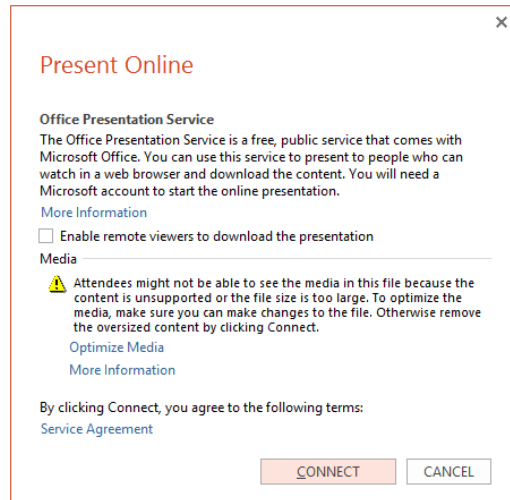 Present Online
Office Presentation Service
The Office Presentation Service is a free, public service that comes with
Microsoft Office. You can use this service to present to people who can
watch in a web browser and download the content. You will need a
Microsoft account to start the online presentation.
More Information
Enable remote viewers to download the presentation
Media
Attendees might not be able to see the media in this file because the
content is unsupported or the file size is too large. To optimize the
media, make sure you can make changes to the file. Otherwise remove
the oversized content by clicking Connect.
Optimize Media
More Information
By clicking Connect, you agree to the following terms:
Service Agreement
CONNECT CANCEL